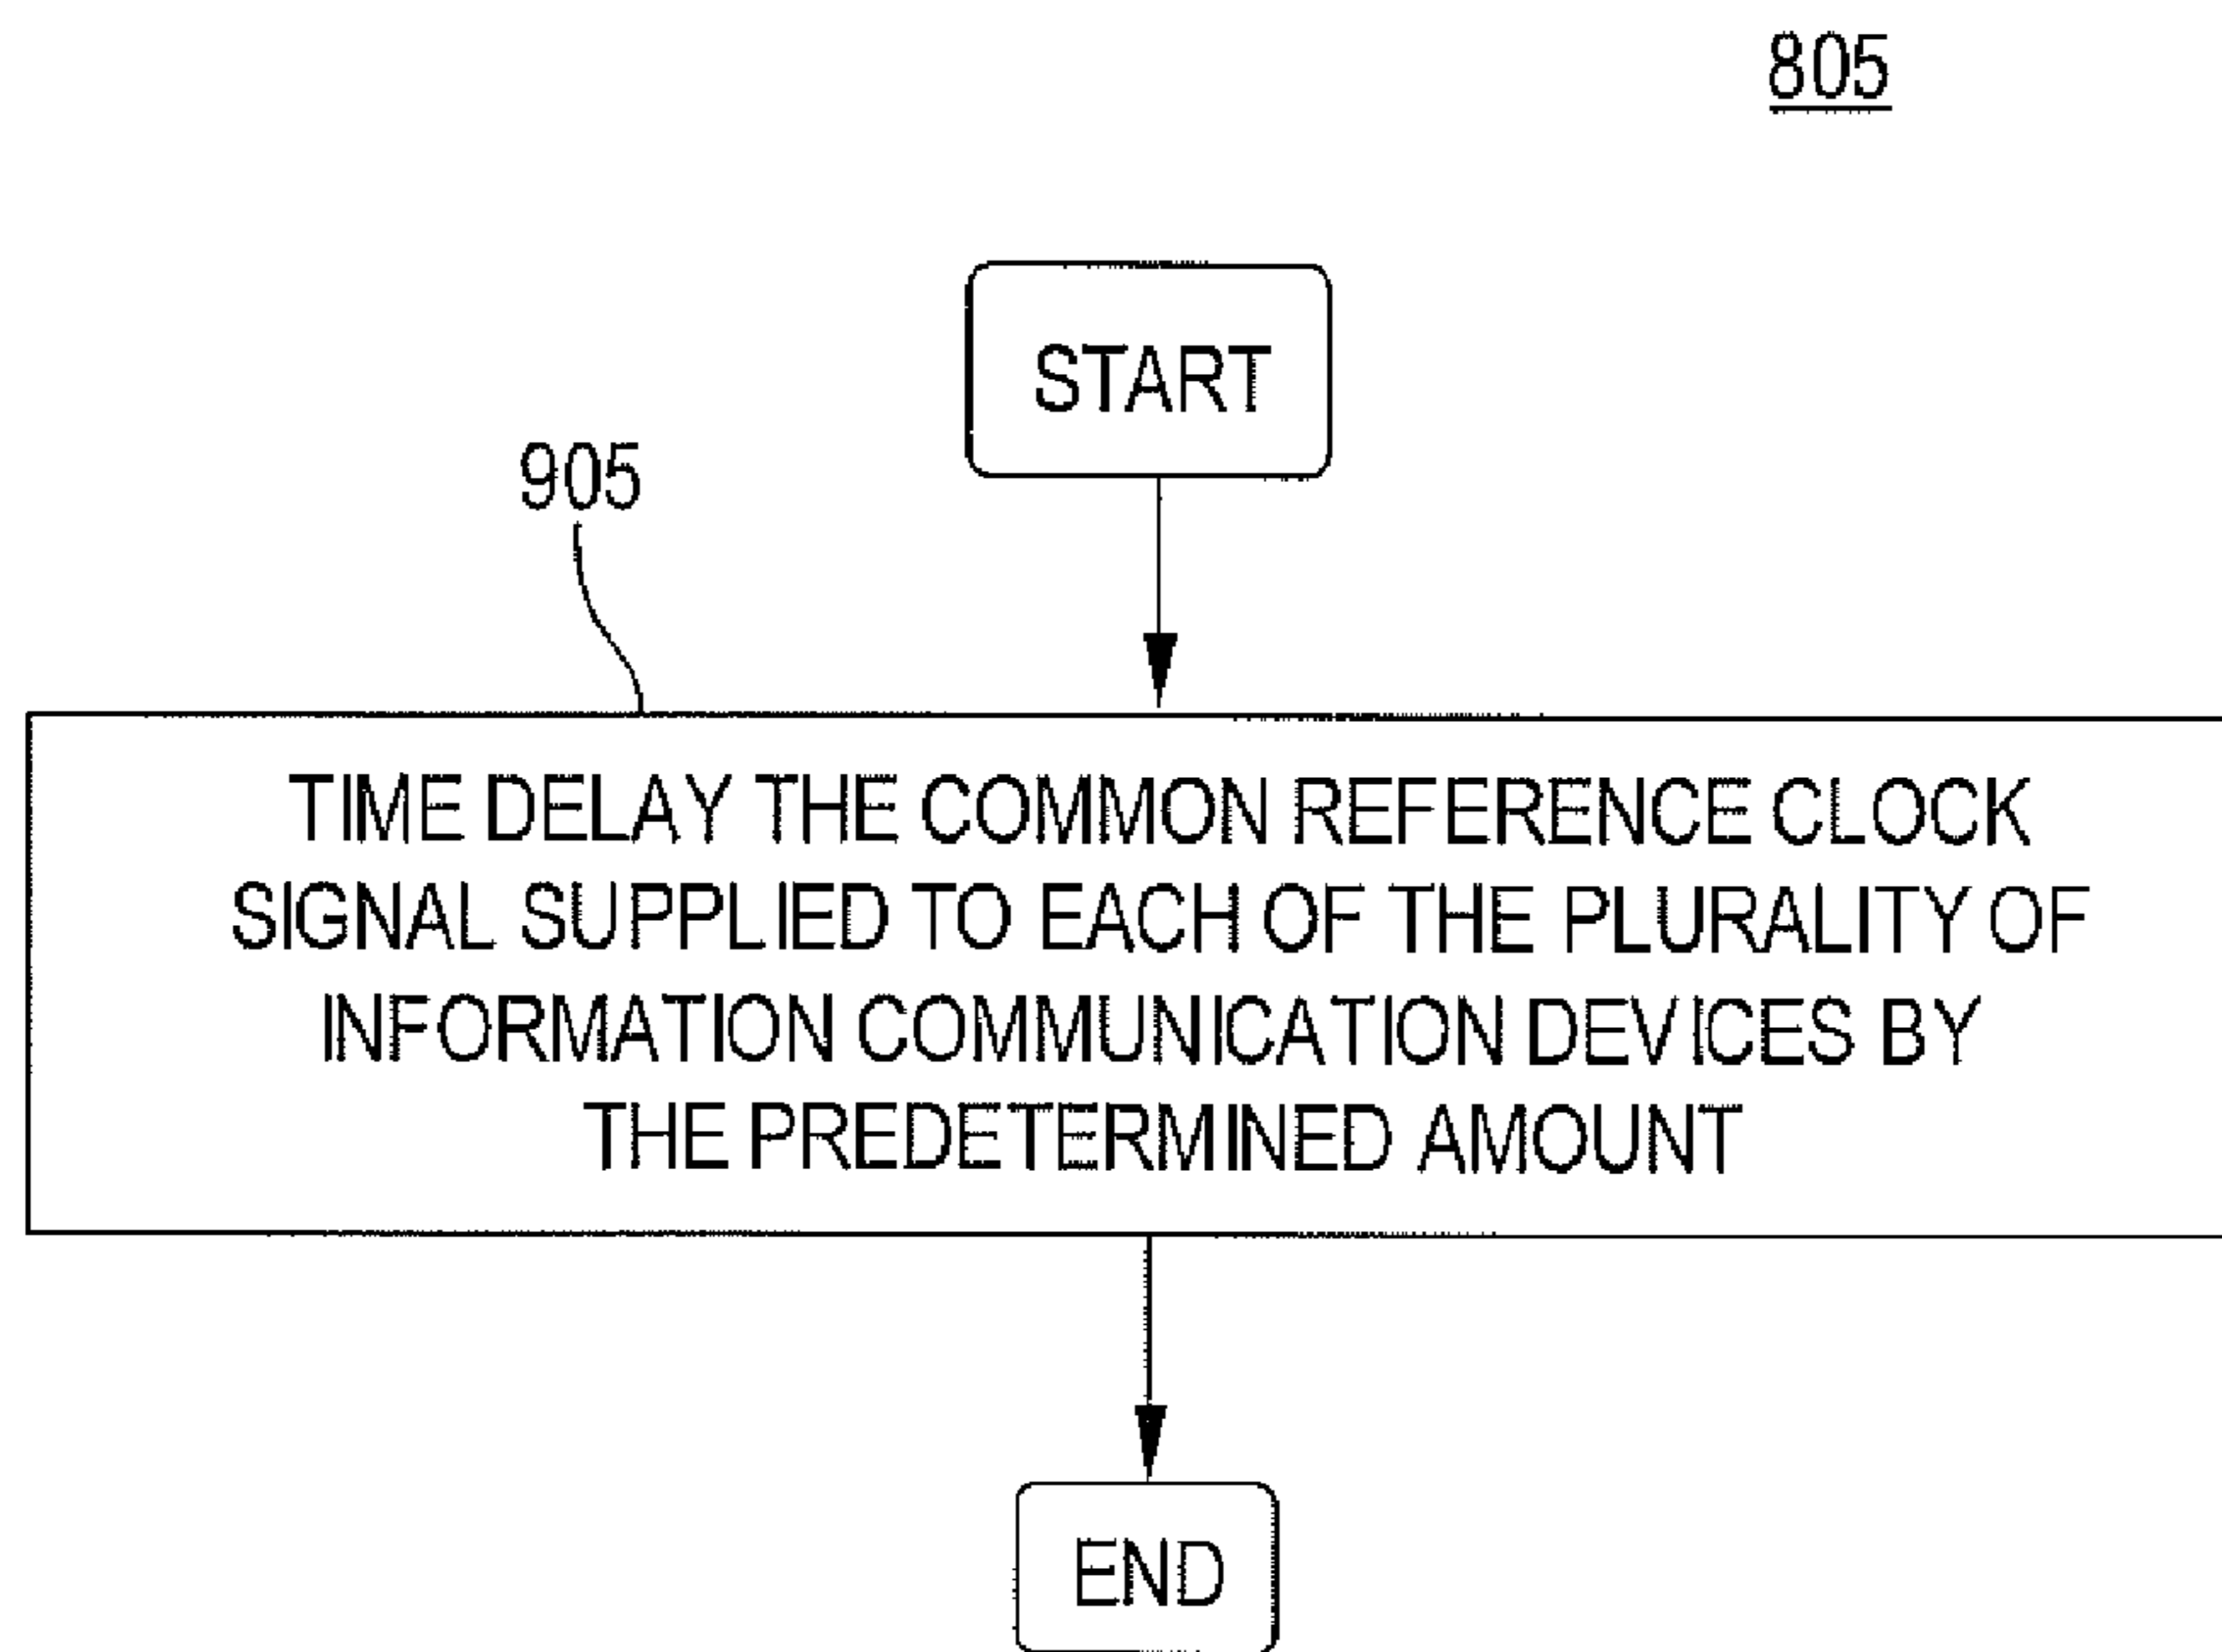 805
START
905
TIME DELAY THE COMMON REFERENCE CLOCK
SIGNAL SUPPLIED TO EACH OF THE PLURALITY OF
INFORMATION COMMUNICATION DEVICES BY
THE PREDETERMINED AMOUNT
END